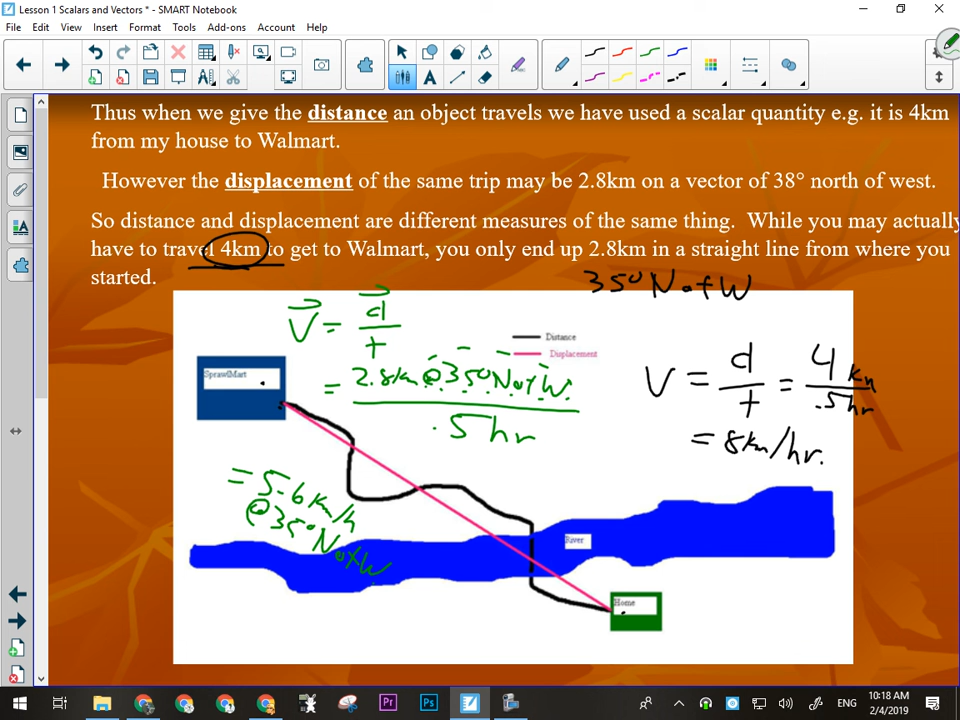 Lesson 1 Scalars and Vectors * - SMART Notebook
File Edit View Insert Format Tools Add-ons Account Help
Thus when we give the distance an object travels we have used a scalar quantity e.g. it is 4km
from my house to Walmart.
However the displacement of the same trip may be 2.8km on a vector of 38° north of west.
So distance and displacement are different measures of the same thing. While you may actually
have to travel 4km to get to Walmart, you only end up 2.8km in a straight line from where you
started.
35° N of W
V = d
t
= 2.8km @ 35° N of W
.5 hr
= 5.6 km/h
@ 35° N of W
Distance
Displacement
V = d/t = 4 km/.5 hr
= 8 km/hr.
SprawlMart
River
Home
ENG
10:18 AM
2/4/2019